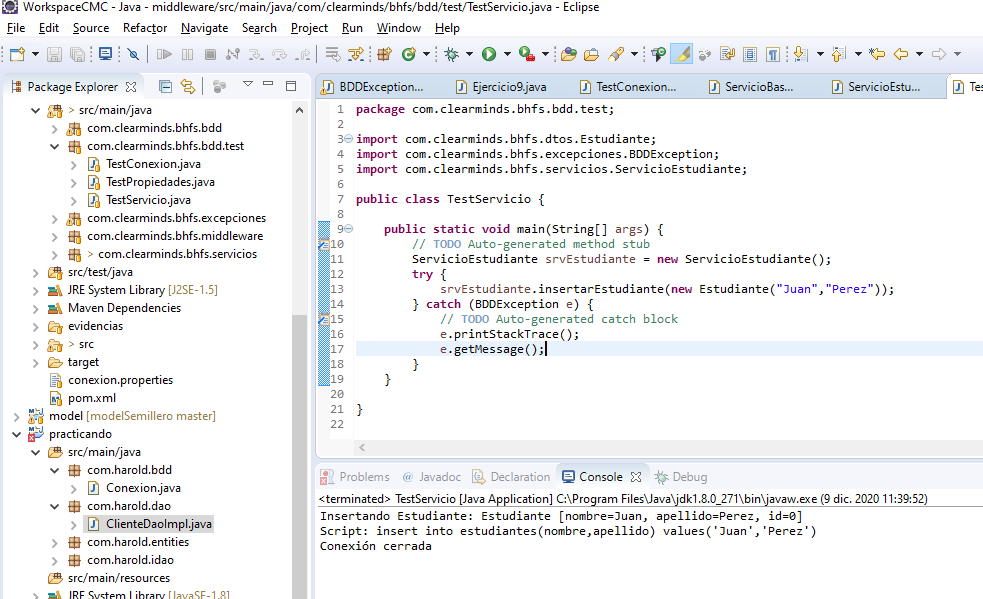 WorkspaceCMC - Java - middleware/src/main/java/com/clearminds/bhfs/bdd/test/TestServicio.java - Eclipse
File Edit Source Refactor Navigate Search Project Run Window Help
Package Explorer
> src/main/java
com.clearminds.bhfs.bdd
com.clearminds.bhfs.bdd.test
TestConexion.java
TestPropiedades.java
TestServicio.java
com.clearminds.bhfs.excepciones
com.clearminds.bhfs.middleware
> com.clearminds.bhfs.servicios
src/test/java
JRE System Library [J2SE-1.5]
Maven Dependencies
evidencias
> src
target
conexion.properties
pom.xml
model [modelSemillero master]
practicando
src/main/java
com.harold.bdd
Conexion.java
com.harold.dao
ClienteDaoImpl.java
com.harold.entities
com.harold.idao
src/main/resources
JRE System Library [JavaSE-1.8]
BDDException... Ejercicio9.java TestConexion... ServicioBas... ServicioEstu... Tes
1 package com.clearminds.bhfs.bdd.test;
2
3 import com.clearminds.bhfs.dtos.Estudiante;
4 import com.clearminds.bhfs.excepciones.BDDException;
5 import com.clearminds.bhfs.servicios.ServicioEstudiante;
6
7 public class TestServicio {
8
9 public static void main(String[] args) {
10 // TODO Auto-generated method stub
11 ServicioEstudiante srvEstudiante = new ServicioEstudiante();
12 try {
13 srvEstudiante.insertarEstudiante(new Estudiante("Juan","Perez"));
14 } catch (BDDException e) {
15 // TODO Auto-generated catch block
16 e.printStackTrace();
17 e.getMessage();
18 }
19 }
20
21 }
22
Problems @ Javadoc Declaration Console Debug
<terminated> TestServicio [Java Application] C:\Program Files\Java\jdk1.8.0_271\bin\javaw.exe (9 dic. 2020 11:39:52)
Insertando Estudiante: Estudiante [nombre=Juan, apellido=Perez, id=0]
Script: insert into estudiantes(nombre,apellido) values('Juan','Perez')
Conexión cerrada